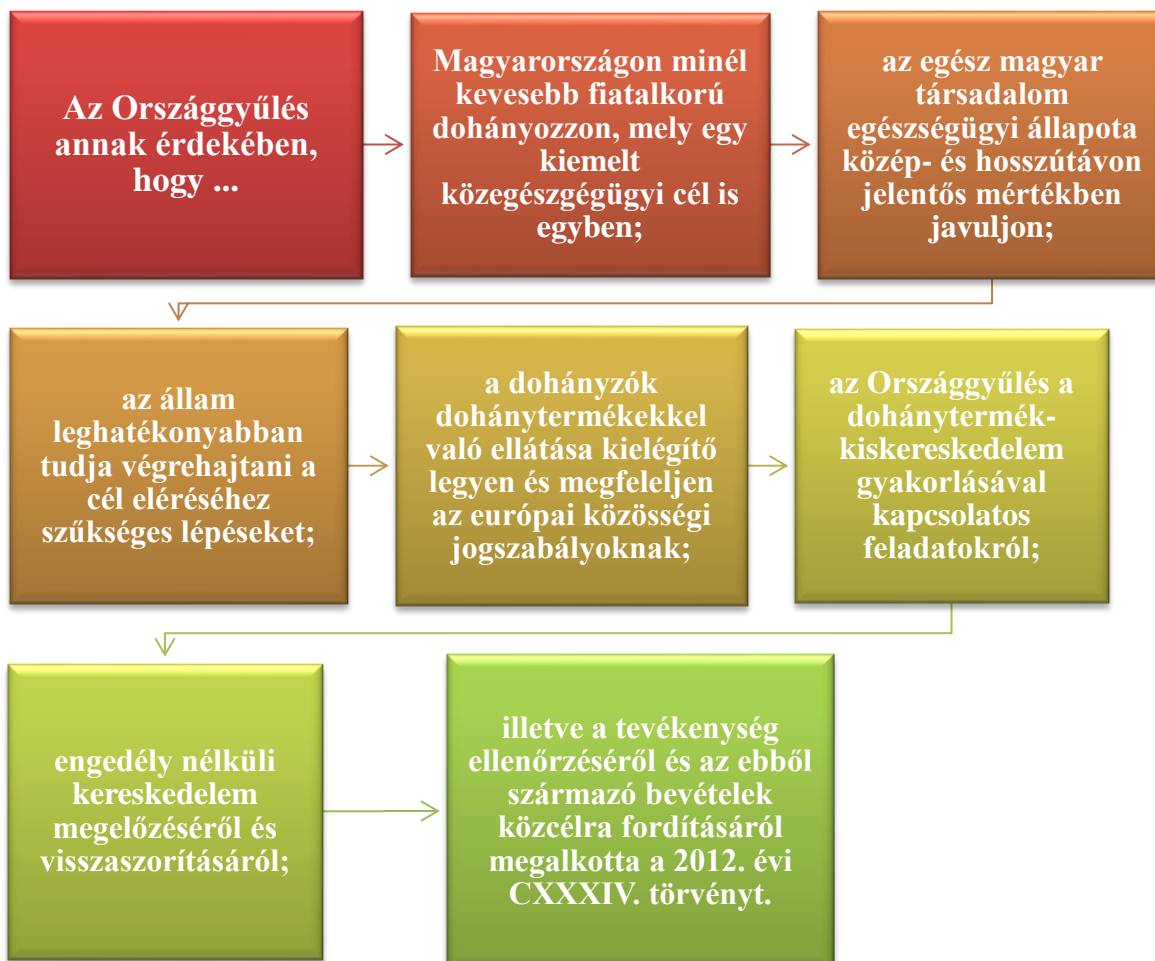 Az Országgyűlés
annak érdekében,
hogy ...
Magyarországon minél
kevesebb fiatalkorú
dohányozzon, mely egy
kiemelt
közegészgégügyi cél is
egyben;
az egész magyar
társadalom
egészségügyi állapota
közép- és hosszútávon
jelentős mértékben
javuljon;
az állam
leghatékonyabban
tudja végrehajtani a
cél eléréséhez
szűkséges lépéseket;
a dohányzók
dohánytermékekkel
való ellátása kielégítő
legyen és megfeleljen
az európai közösségi
jogszabályoknak;
az Országgyűlés a
dohánytermék-
kiskereskedelem
gyakorlásával
kapcsolatos
feladatokról;
engedély nélküli
kereskedelem
megelőzéséről és
visszaszorításáról;
illetve a tevékenység
ellenőrzéséről és az ebből
származó bevételek
közcélra fordításáról
megalkotta a 2012. évi
CXXXIV. törvényt.